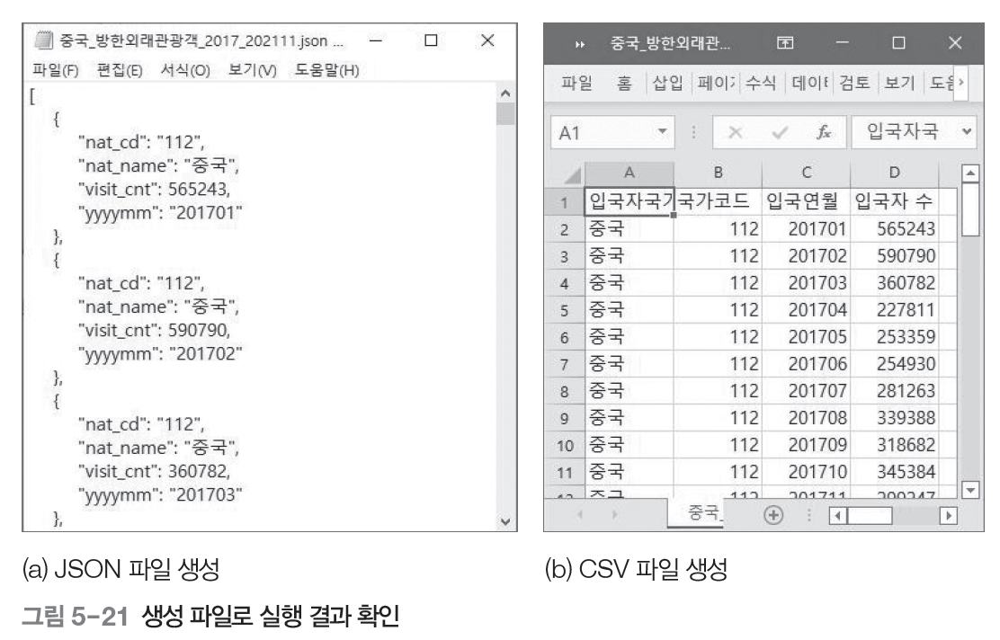 중국_방한외래관광객_2017_202111.json ...
파일(F) 편집(E) 서식(O) 보기(V) 도움말(H)
[
{
"nat_cd": "112",
"nat_name": "중국",
"visit_cnt": 565243,
"yyyymm": "201701"
},
{
"nat_cd": "112",
"nat_name": "중국",
"visit_cnt": 590790,
"yyyymm": "201702"
},
{
"nat_cd": "112",
"nat_name": "중국",
"visit_cnt": 360782,
"yyyymm": "201703"
},
(a) JSON 파일 생성
중국_방한외래관...
파일 홈 삽입 페이지 수식 데이터 검토 보기 도움
A1 fx 입국자국
A B C D
1 입국자국가 국가코드 입국연월 입국자 수
2 중국 112 201701 565243
3 중국 112 201702 590790
4 중국 112 201703 360782
5 중국 112 201704 227811
6 중국 112 201705 253359
7 중국 112 201706 254930
8 중국 112 201707 281263
9 중국 112 201708 339388
10 중국 112 201709 318682
11 중국 112 201710 345384
12 중국 112 201711 299247
중국_
(b) CSV 파일 생성
그림 5-21 생성 파일로 실행 결과 확인